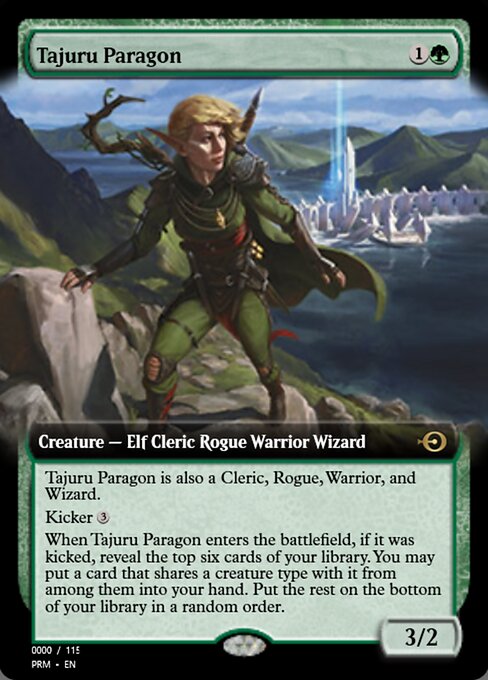 Tajuru Paragon 1
Creature — Elf Cleric Rogue Warrior Wizard
Tajuru Paragon is also a Cleric, Rogue, Warrior, and
Wizard.
Kicker 3
When Tajuru Paragon enters the battlefield, if it was
kicked, reveal the top six cards of your library. You may
put a card that shares a creature type with it from
among them into your hand. Put the rest on the bottom
of your library in a random order.
3/2
0000 / 115
PRM • EN